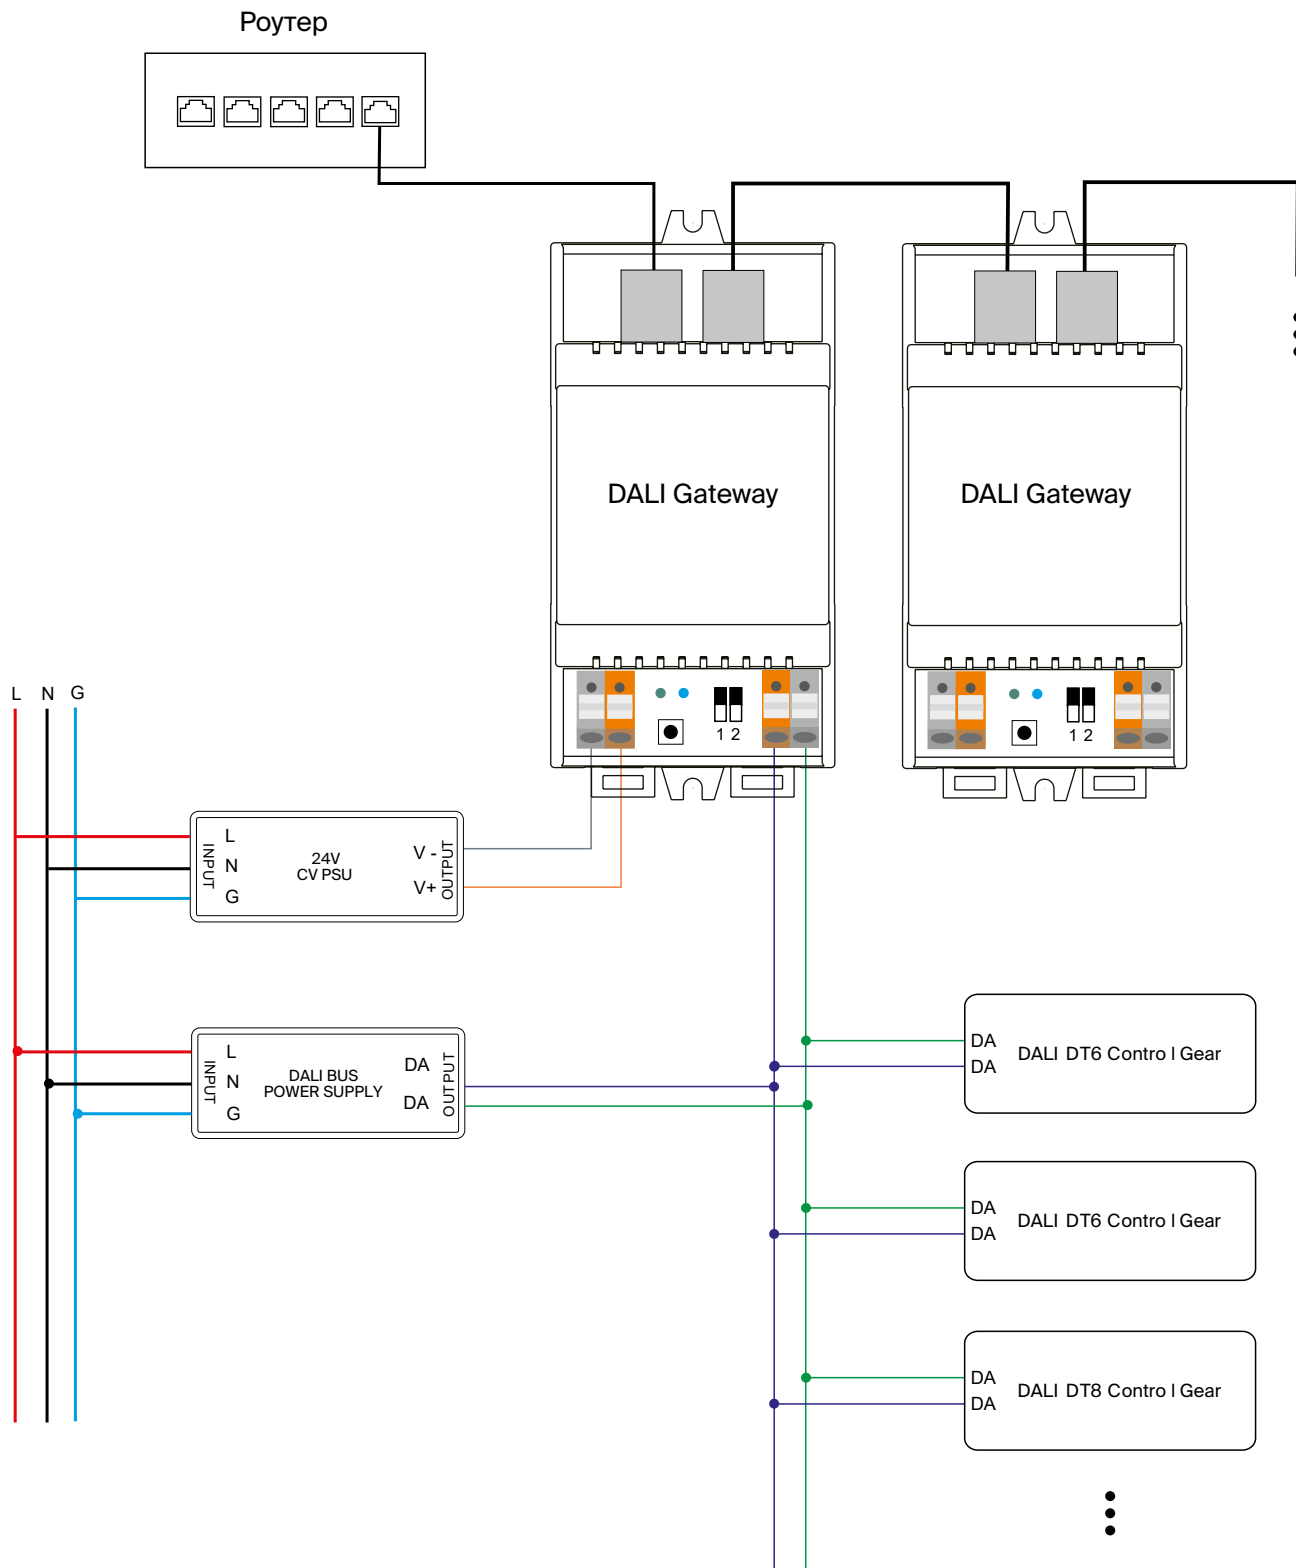 Роутер
DALI Gateway
DALI Gateway
1 2
1 2
L N G
INPUT
L
N
G
24V
CV PSU
V -
V+
OUTPUT
INPUT
L
N
G
DALI BUS
POWER SUPPLY
DA
DA
OUTPUT
DA
DA
DALI DT6 Contro l Gear
DA
DA
DALI DT6 Contro l Gear
DA
DA
DALI DT8 Contro l Gear